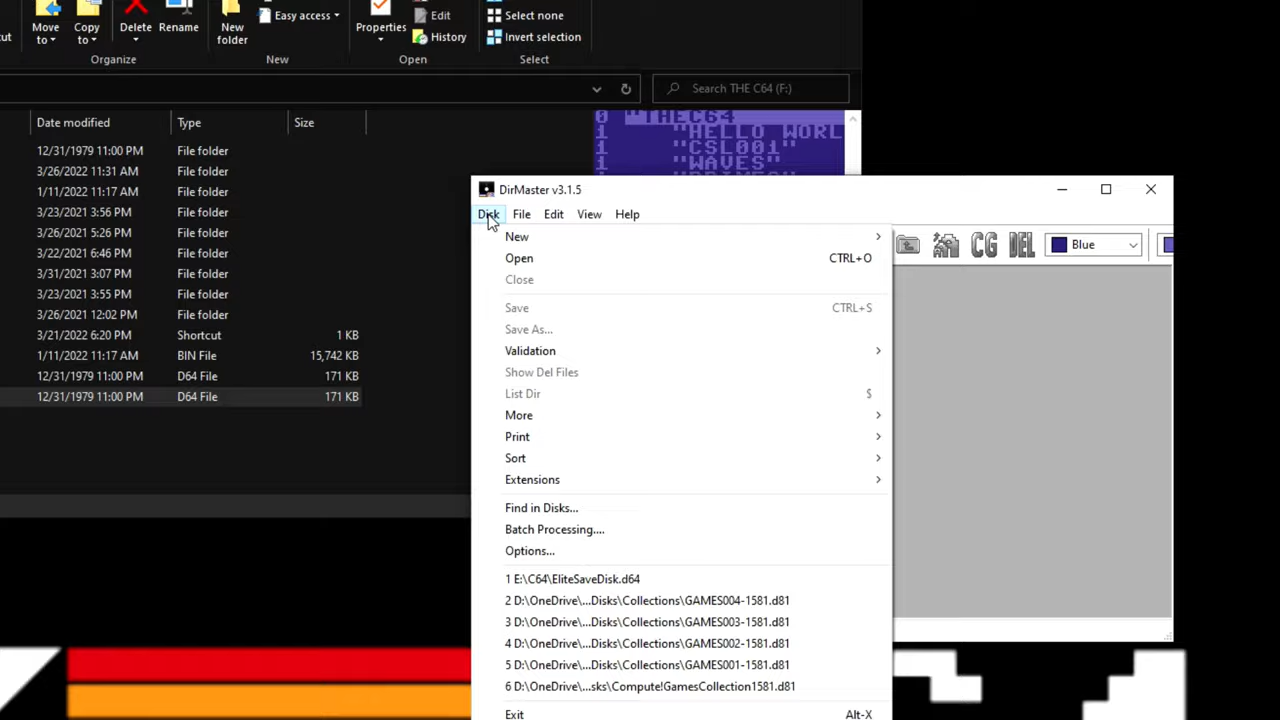 Move to
Copy to
Delete
Rename
New folder
Easy access
Properties
Edit
History
Select none
Invert selection
Organize
New
Open
Select
Search THE C64 (F:)
Date modified Type Size
12/31/1979 11:00 PM File folder
3/26/2022 11:31 AM File folder
1/11/2022 11:17 AM File folder
3/23/2021 3:56 PM File folder
3/26/2021 5:26 PM File folder
3/22/2021 6:46 PM File folder
3/31/2021 3:07 PM File folder
3/23/2021 3:55 PM File folder
3/26/2021 12:02 PM File folder
3/21/2022 6:20 PM Shortcut 1 KB
1/11/2022 11:17 AM BIN File 15,742 KB
12/31/1979 11:00 PM D64 File 171 KB
12/31/1979 11:00 PM D64 File 171 KB
0 "THEC64
1 "HELLO WORL
1 "CSL001"
1 "WAVES"
DirMaster v3.1.5
Disk File Edit View Help
CG DEL Blue
New
Open CTRL+O
Close
Save CTRL+S
Save As...
Validation
Show Del Files
List Dir $
More
Print
Sort
Extensions
Find in Disks...
Batch Processing....
Options...
1 E:\C64\EliteSaveDisk.d64
2 D:\OneDrive\...Disks\Collections\GAMES004-1581.d81
3 D:\OneDrive\...Disks\Collections\GAMES003-1581.d81
4 D:\OneDrive\...Disks\Collections\GAMES002-1581.d81
5 D:\OneDrive\...Disks\Collections\GAMES001-1581.d81
6 D:\OneDrive\...sks\Compute!GamesCollection1581.d81
Exit Alt-X